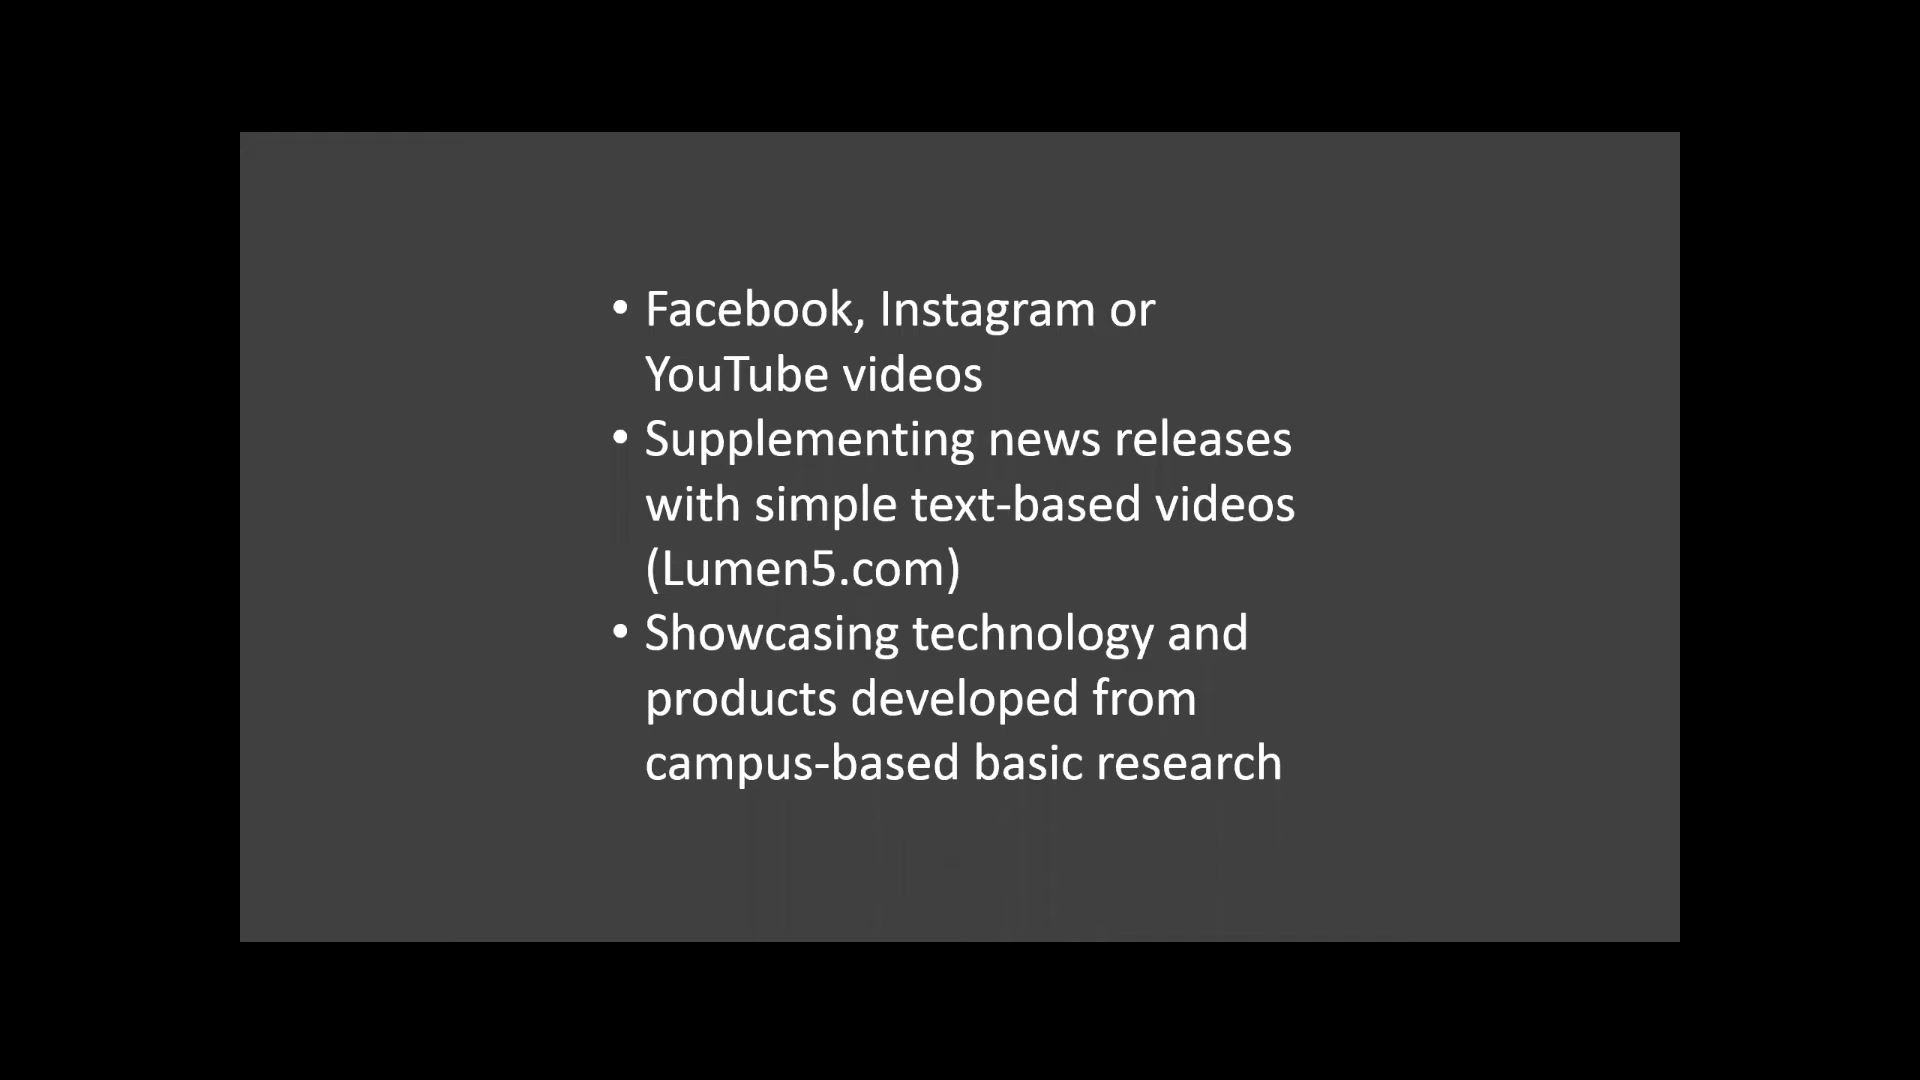 • Facebook, Instagram or
YouTube videos
• Supplementing news releases
with simple text-based videos
(Lumen5.com)
• Showcasing technology and
products developed from
campus-based basic research